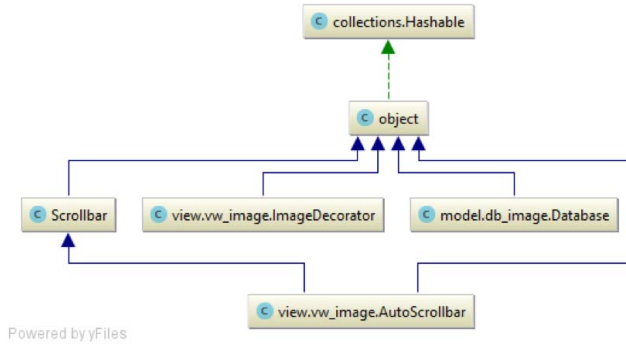 C collections.Hashable
C object
C Scrollbar
C view.vw_image.ImageDecorator
C model.db_image.Database
C view.vw_image.AutoScrollbar
Powered by yFiles